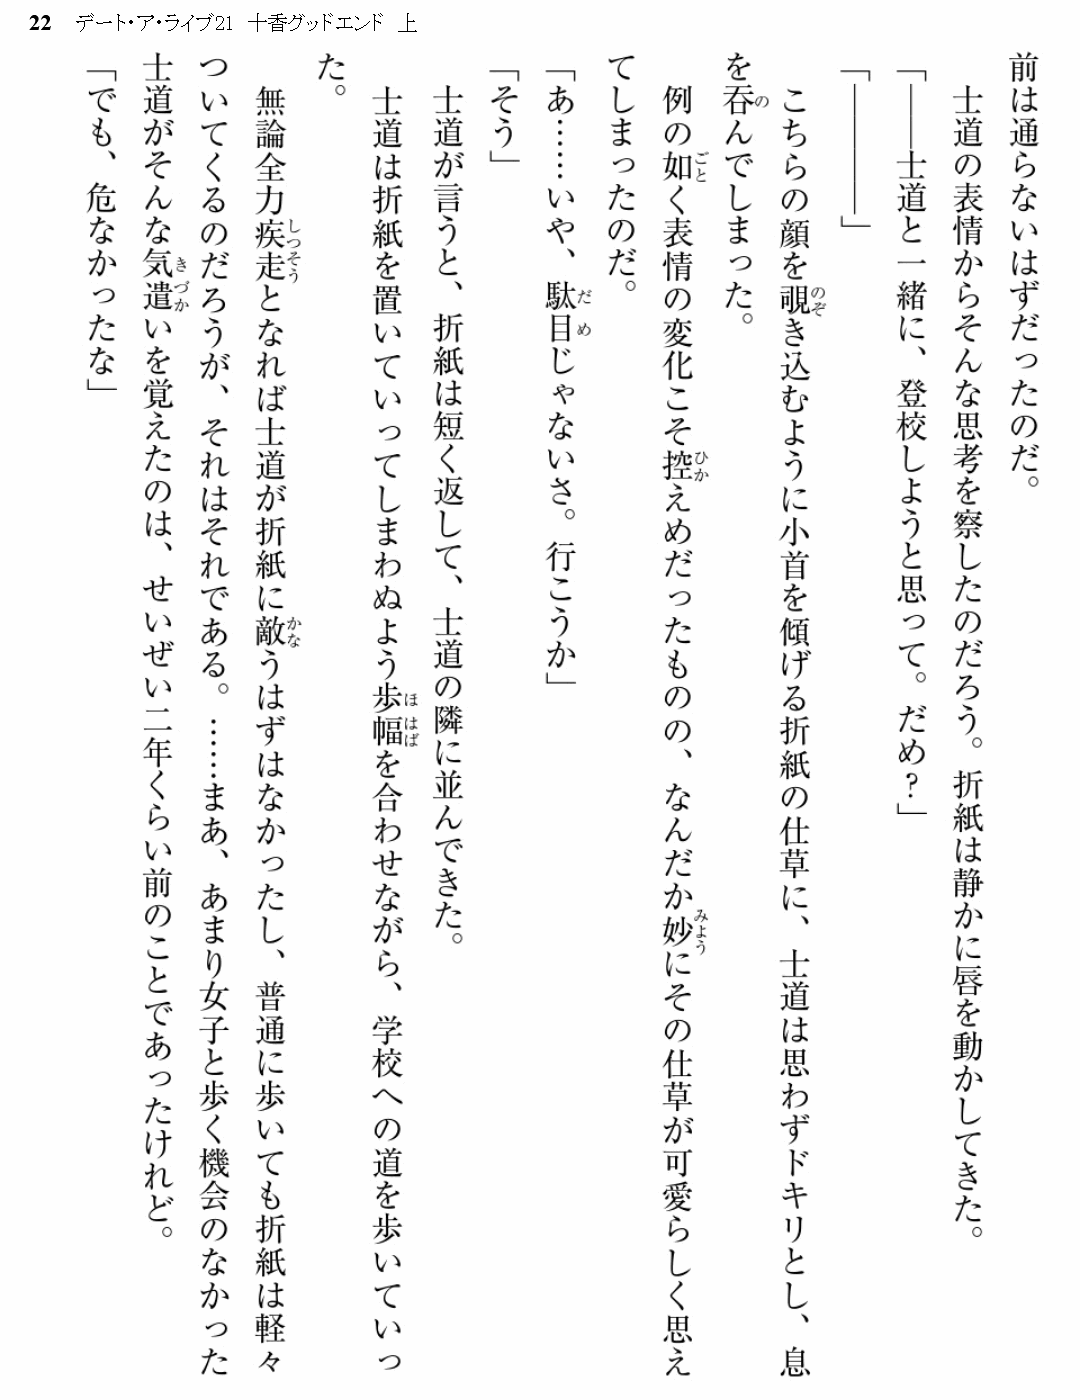 22 デート・ア・ライブ21 十香グッドエンド 上
前は通らないはずだったのだ。
士道の表情からそんな思考を察したのだろう。折紙は静かに唇を動かしてきた。
「――士道と一緒に、登校しようと思って。だめ?」
「――――」
こちらの顔を覗き込むように小首を傾げる折紙の仕草に、士道は思わずドキリとし、息
を呑んでしまった。
例の如く表情の変化こそ控えめだったものの、なんだか妙にその仕草が可愛らしく思え
てしまったのだ。
「あ……いや、駄目じゃないさ。行こうか」
「そう」
士道が言うと、折紙は短く返して、士道の隣に並んできた。
士道は折紙を置いていってしまわぬよう歩幅を合わせながら、学校への道を歩いていっ
た。
無論全力疾走となれば士道が折紙に敵うはずはなかったし、普通に歩いても折紙は軽々
ついてくるのだろうが、それはそれである。……まあ、あまり女子と歩く機会のなかった
士道がそんな気遣いを覚えたのは、せいぜい二年くらい前のことであったけれど。
「でも、危なかったな」